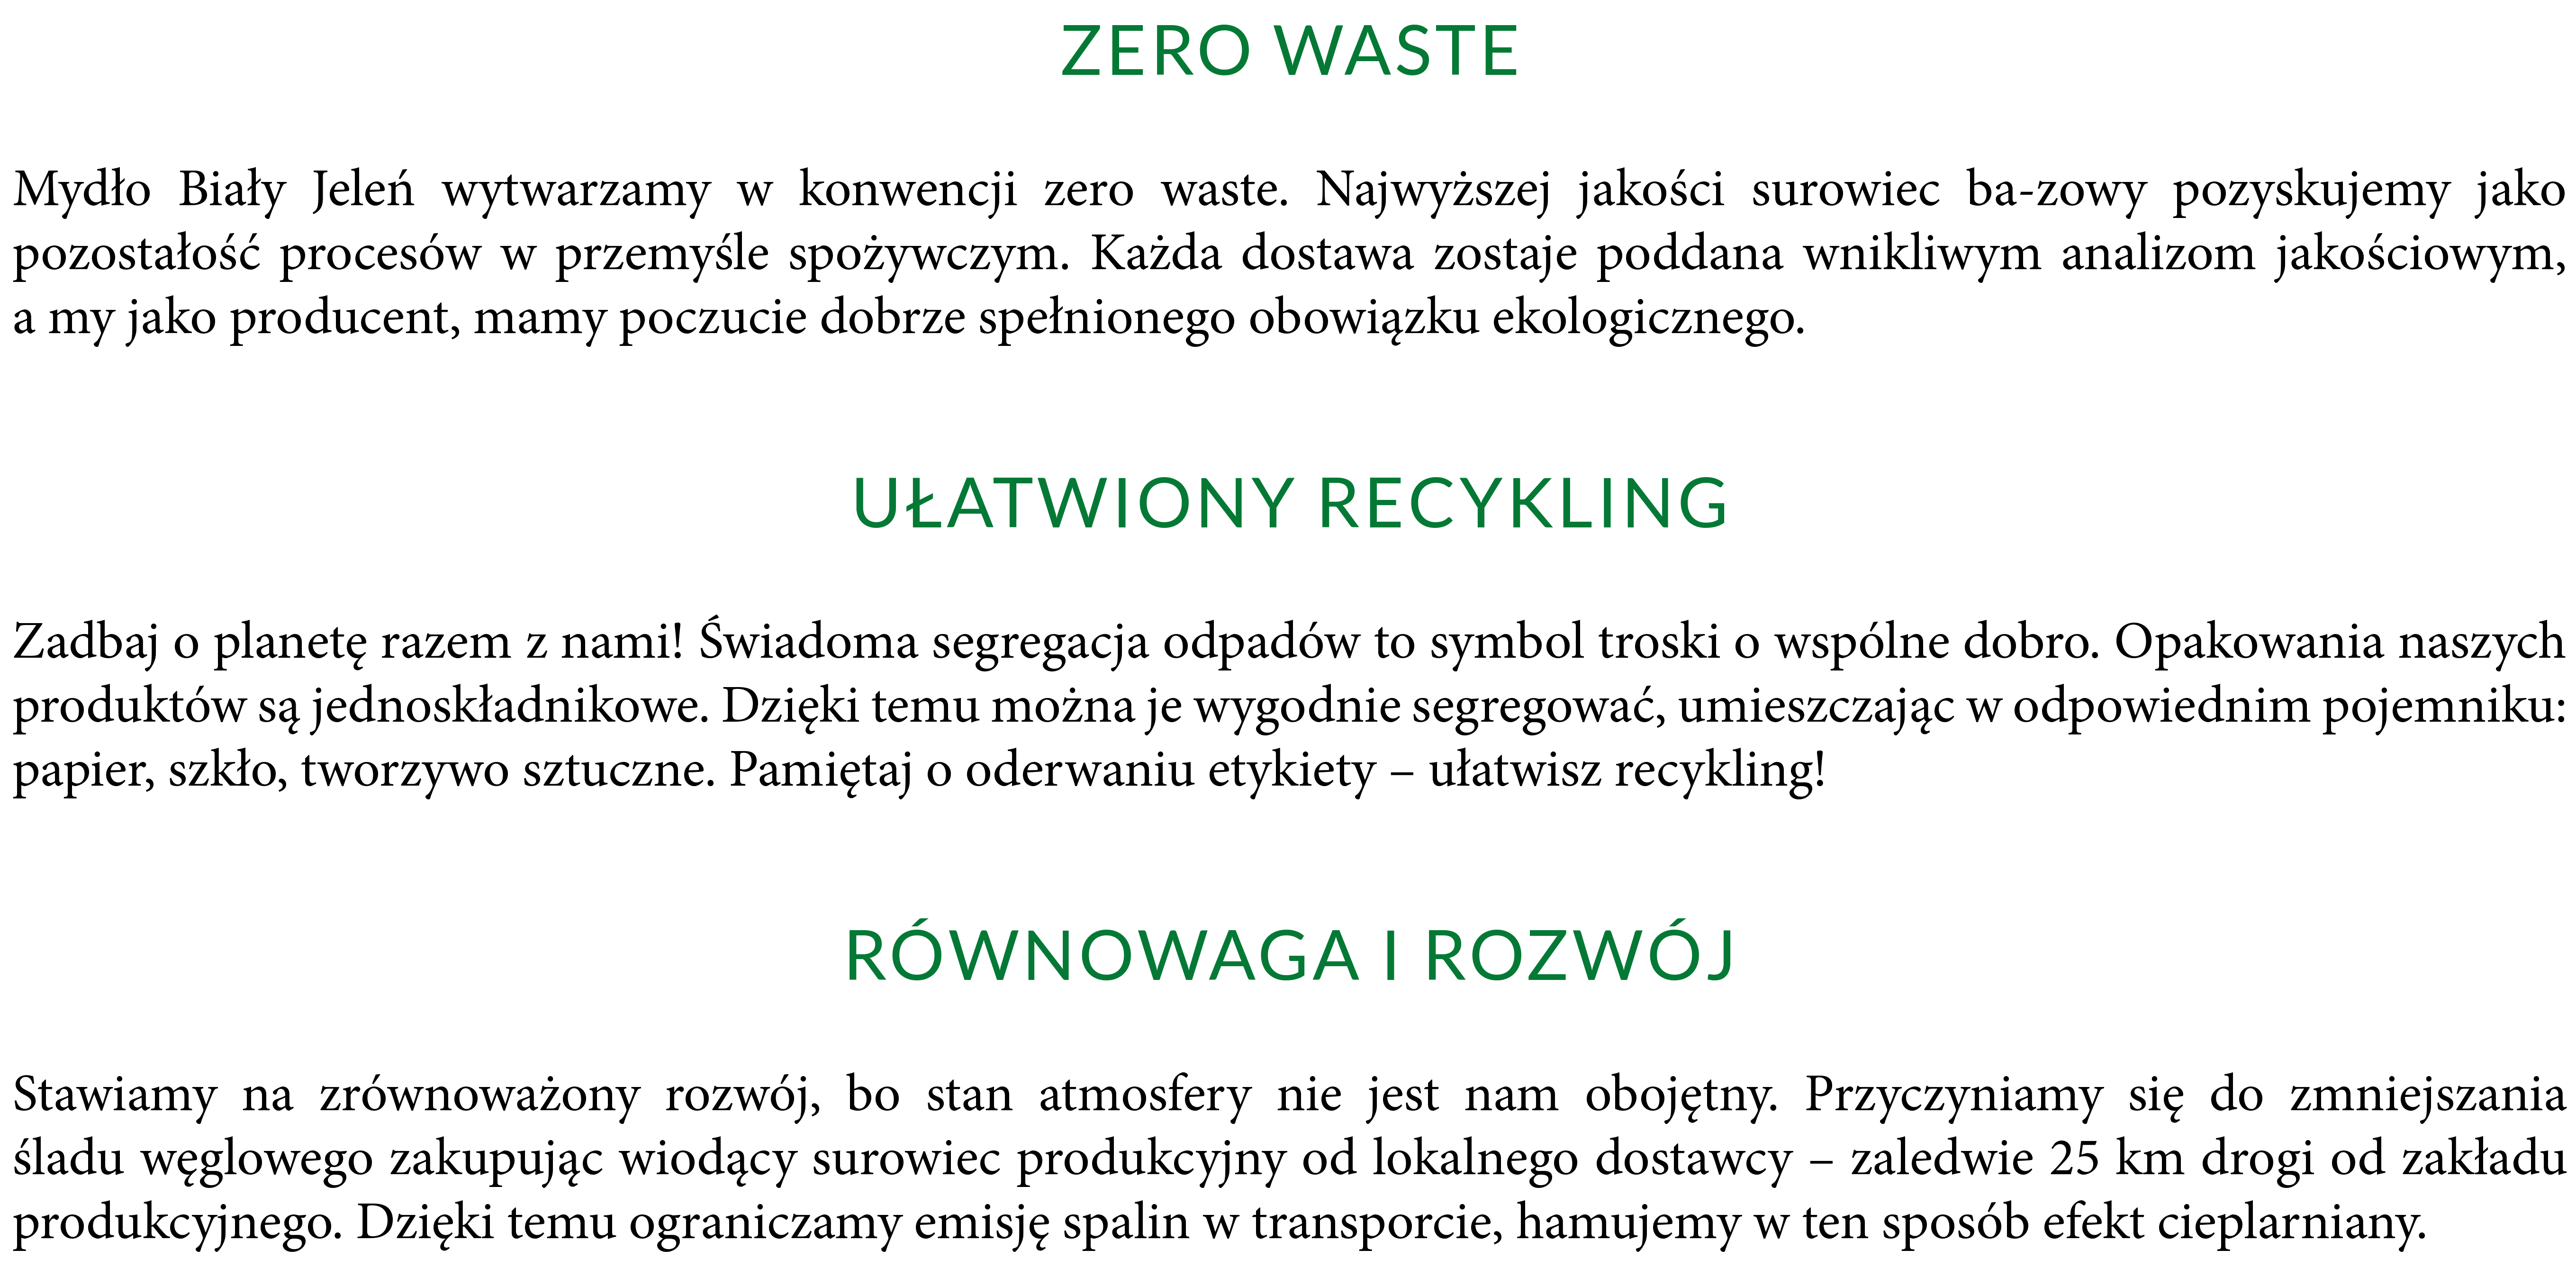 ZERO WASTE
Mydło Biały Jeleń wytwarzamy w konwencji zero waste. Najwyższej jakości surowiec ba-zowy pozyskujemy jako
pozostałość procesów w przemyśle spożywczym. Każda dostawa zostaje poddana wnikliwym analizom jakościowym,
a my jako producent, mamy poczucie dobrze spełnionego obowiązku ekologicznego.
UŁATWIONY RECYKLING
Zadbaj o planetę razem z nami! Świadoma segregacja odpadów to symbol troski o wspólne dobro. Opakowania naszych
produktów są jednoskładnikowe. Dzięki temu można je wygodnie segregować, umieszczając w odpowiednim pojemniku:
papier, szkło, tworzywo sztuczne. Pamiętaj o oderwaniu etykiety – ułatwisz recykling!
RÓWNOWAGA I ROZWÓJ
Stawiamy na zrównoważony rozwój, bo stan atmosfery nie jest nam obojętny. Przyczyniamy się do zmniejszania
śladu węglowego zakupując wiodący surowiec produkcyjny od lokalnego dostawcy – zaledwie 25 km drogi od zakładu
produkcyjnego. Dzięki temu ograniczamy emisję spalin w transporcie, hamujemy w ten sposób efekt cieplarniany.